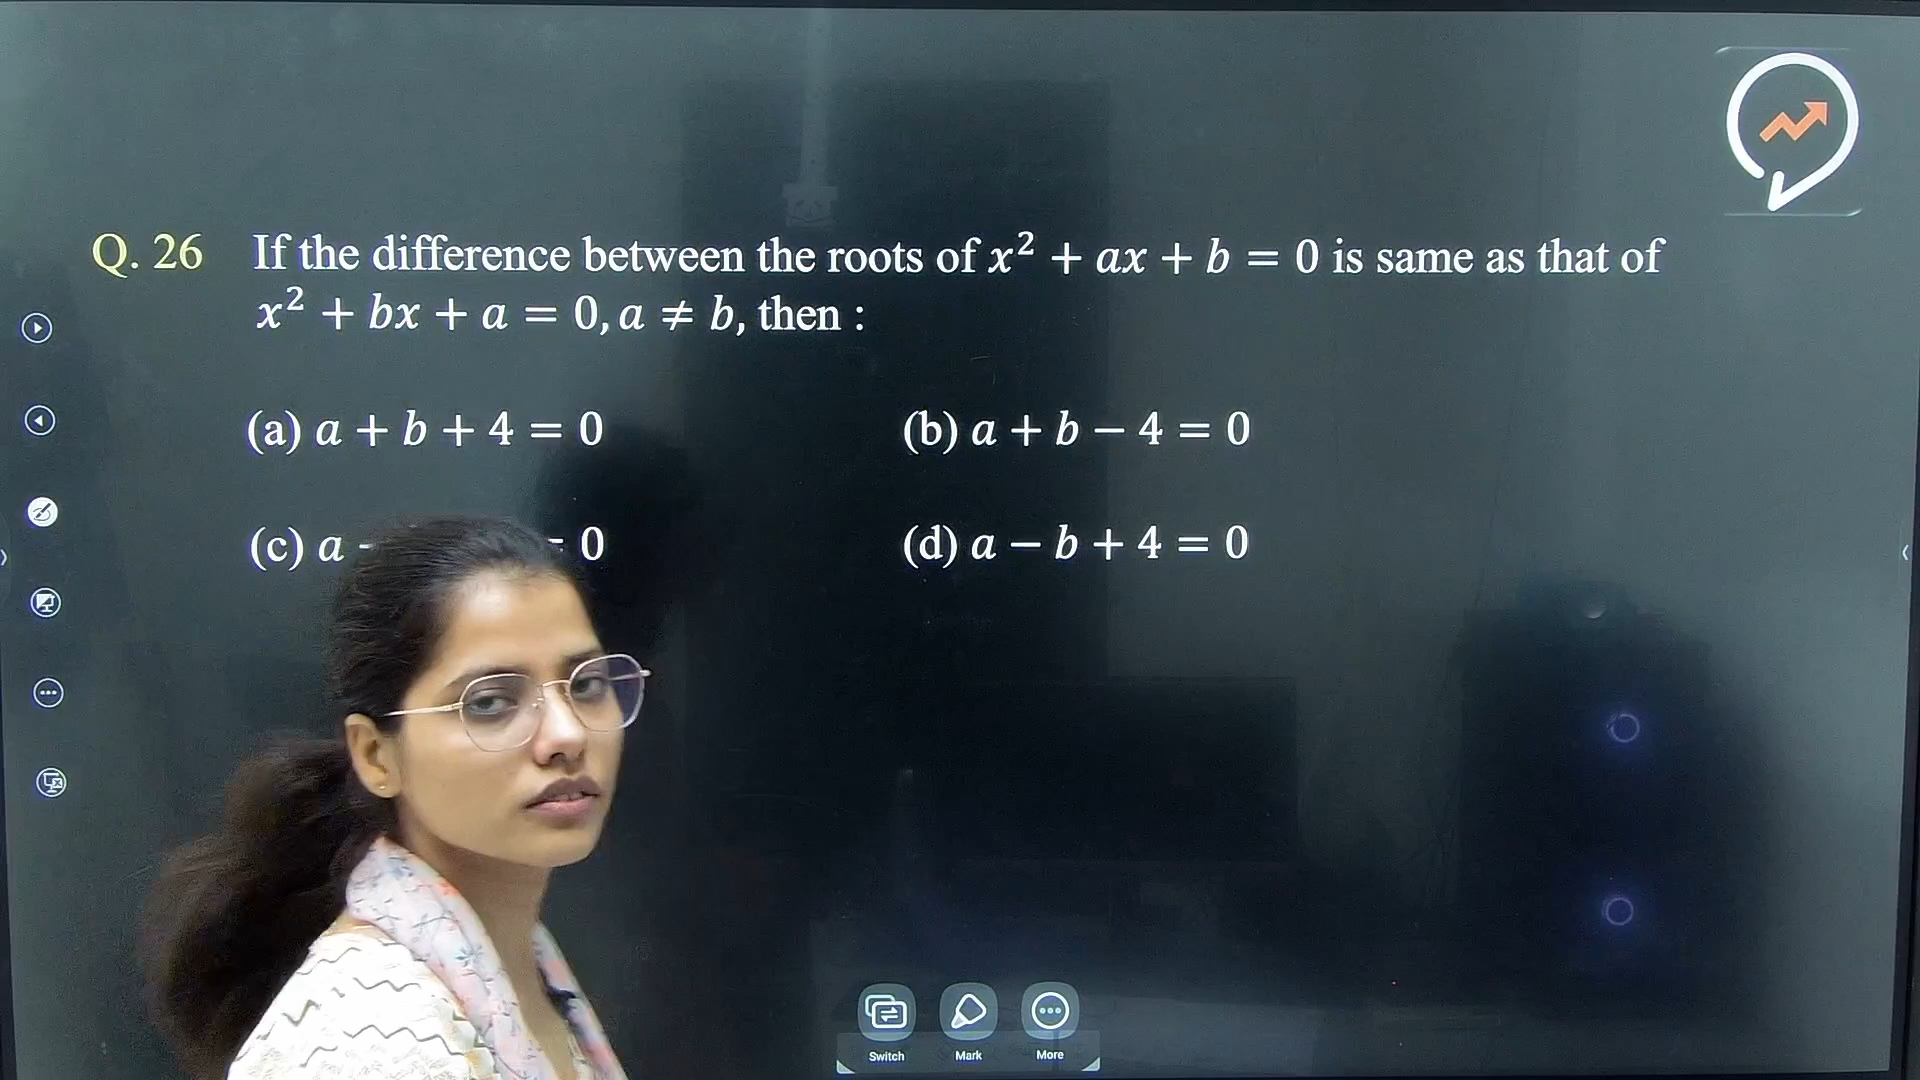 Q. 26 If the difference between the roots of x² + ax + b = 0 is same as that of
x² + bx + a = 0, a ≠ b, then :
(a) a + b + 4 = 0 (b) a + b − 4 = 0
(c) a - = 0 (d) a − b + 4 = 0
Switch Mark More